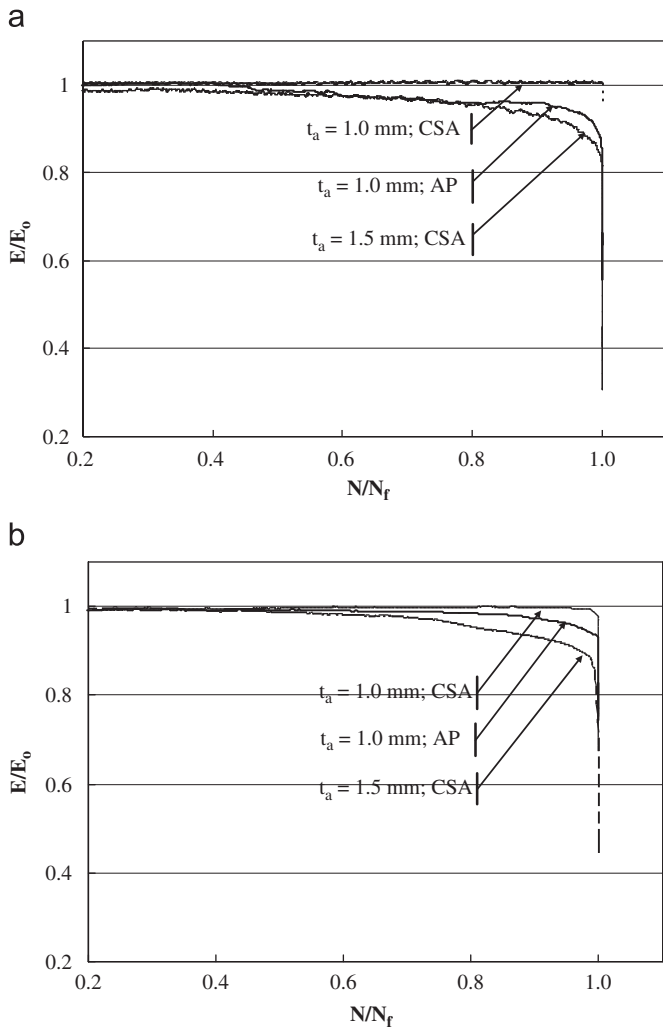 a
1
t_a = 1.0 mm; CSA
0.8
t_a = 1.0 mm; AP
t_a = 1.5 mm; CSA
E/E_o
0.6
0.4
0.2
0.2 0.4 0.6 0.8 1.0
N/N_f
b
1
t_a = 1.0 mm; CSA
0.8
t_a = 1.0 mm; AP
t_a = 1.5 mm; CSA
E/E_o
0.6
0.4
0.2
0.2 0.4 0.6 0.8 1.0
N/N_f